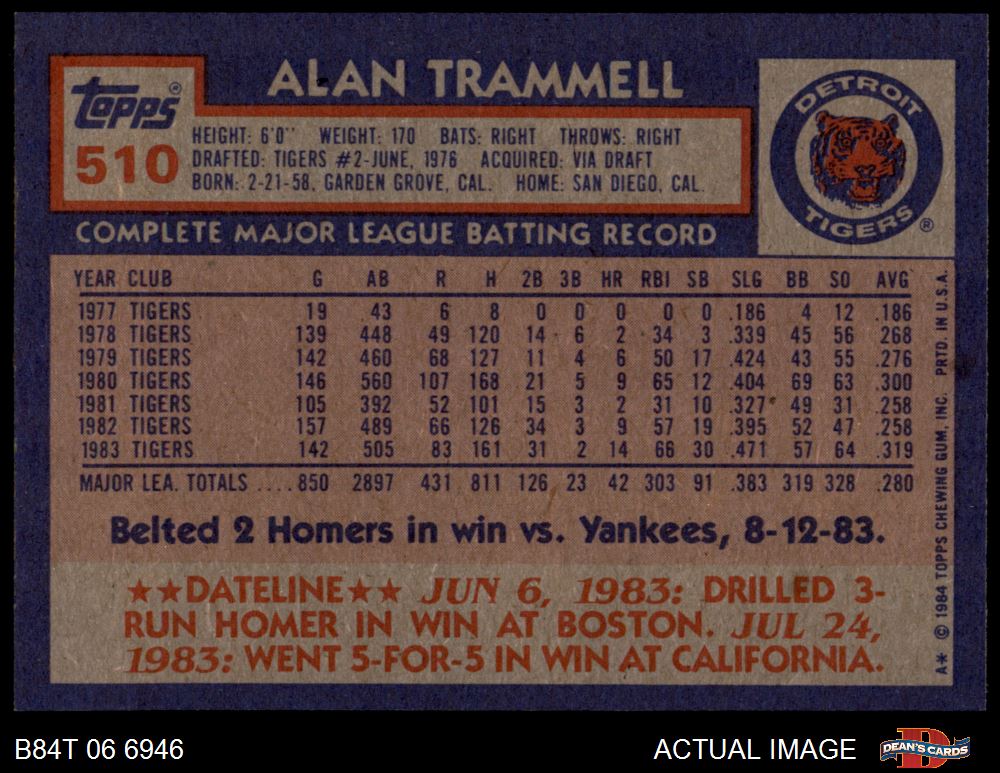 ALAN TRAMMELL
topps®
510
HEIGHT: 6'0" WEIGHT: 170 BATS: RIGHT THROWS: RIGHT
DRAFTED: TIGERS #2-JUNE, 1976 ACQUIRED: VIA DRAFT
BORN: 2-21-58, GARDEN GROVE, CAL. HOME: SAN DIEGO, CAL.
DETROIT
TIGERS®
COMPLETE MAJOR LEAGUE BATTING RECORD
YEAR CLUB G AB R H 2B 3B HR RBI SB SLG BB SO AVG
1977 TIGERS 19 43 6 8 0 0 0 0 0 .186 4 12 .186
1978 TIGERS 139 448 49 120 14 6 2 34 3 .339 45 56 .268
1979 TIGERS 142 460 68 127 11 4 6 50 17 .424 43 55 .276
1980 TIGERS 146 560 107 168 21 5 9 65 12 .404 69 63 .300
1981 TIGERS 105 392 52 101 15 3 2 31 10 .327 49 31 .258
1982 TIGERS 157 489 66 126 34 3 9 57 19 .395 52 47 .258
1983 TIGERS 142 505 83 161 31 2 14 66 30 .471 57 64 .319
MAJOR LEA. TOTALS ....850 2897 431 811 126 23 42 303 91 .383 319 328 .280
Belted 2 Homers in win vs. Yankees, 8-12-83.
★★DATELINE★★ JUN 6, 1983: DRILLED 3-
RUN HOMER IN WIN AT BOSTON. JUL 24,
1983: WENT 5-FOR-5 IN WIN AT CALIFORNIA.
A* © 1984 TOPPS CHEWING GUM, INC. PRTD. IN U.S.A.
B84T 06 6946
ACTUAL IMAGE
DEAN'S CARDS